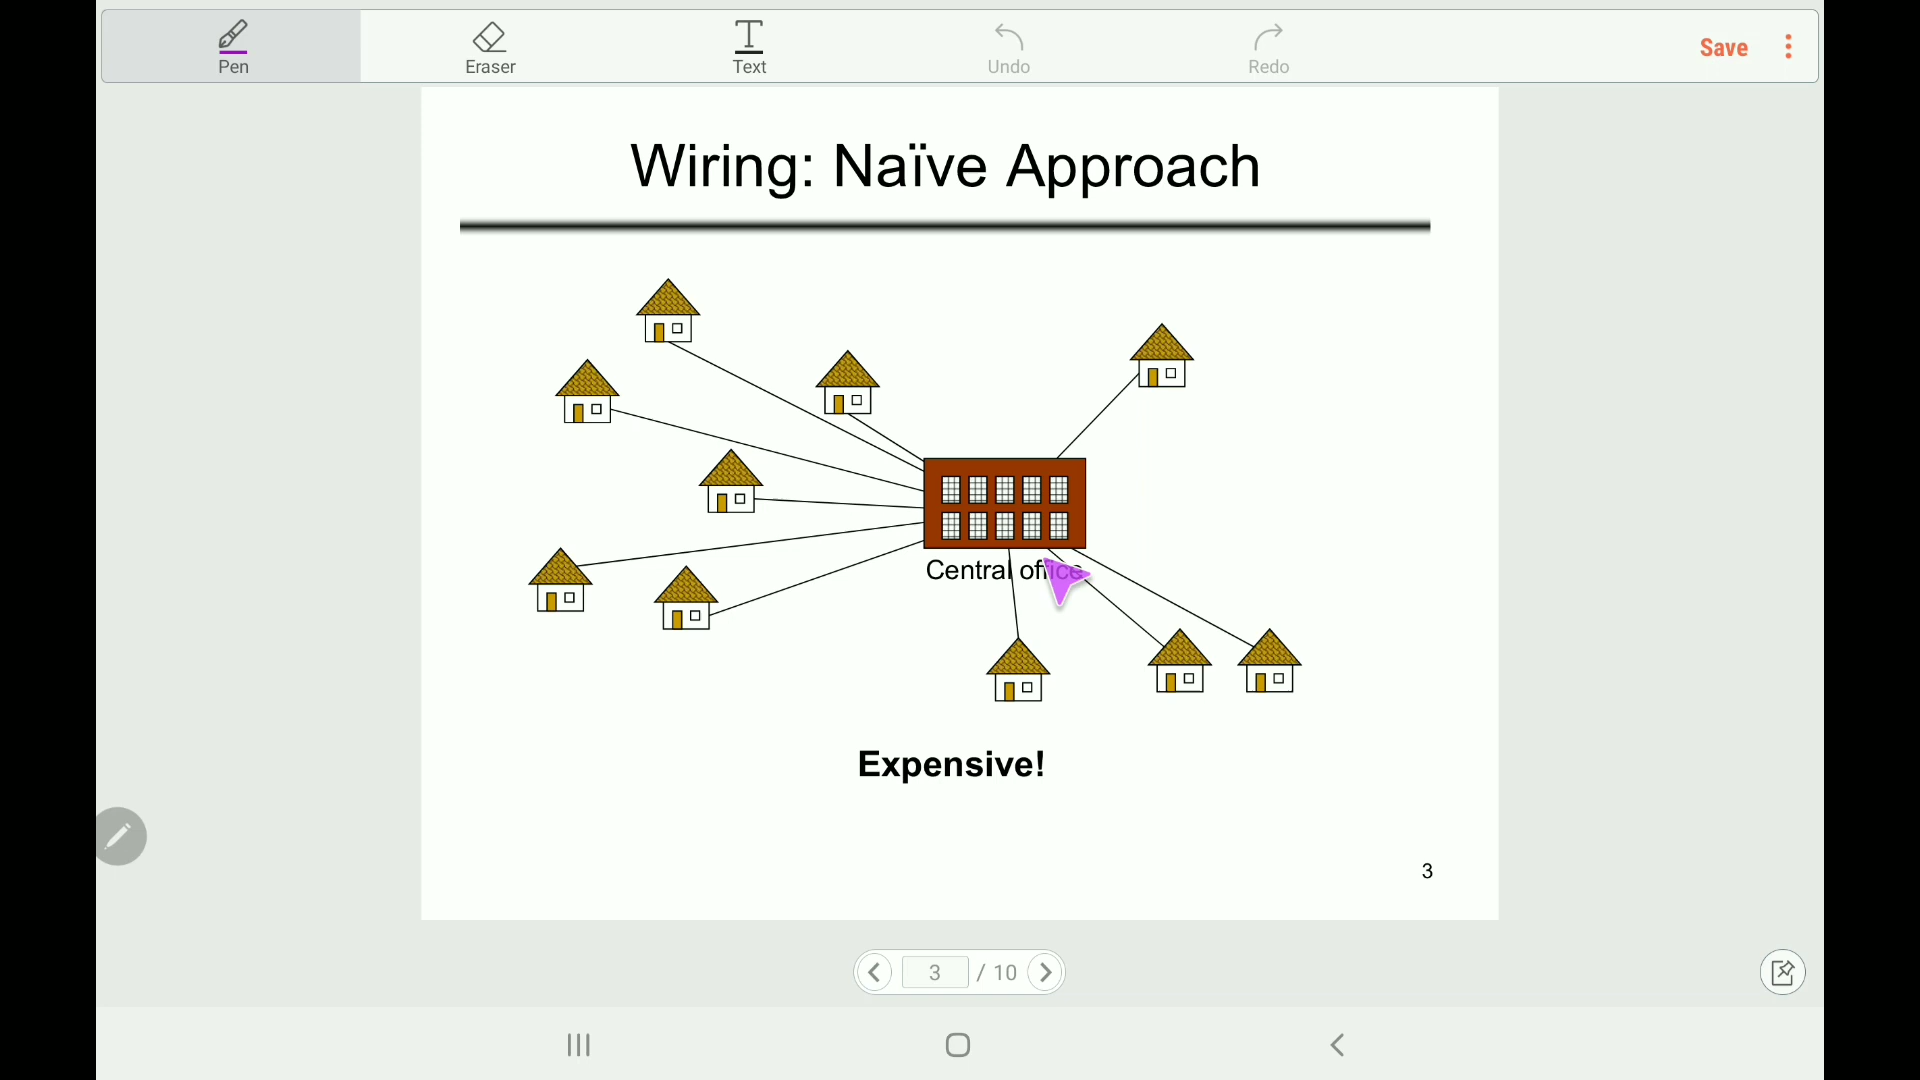 Pen
Eraser
Text
Undo
Redo
Save
Wiring: Naïve Approach
Central office
Expensive!
3
3 / 10